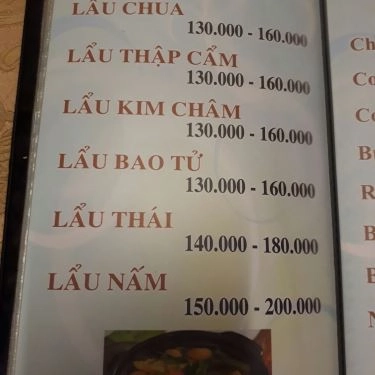 LẨU CHUA
130.000 - 160.000
LẨU THẬP CẨM
130.000 - 160.000
LẨU KIM CHÂM
130.000 - 160.000
LẨU BAO TỬ
130.000 - 160.000
LẨU THÁI
140.000 - 180.000
LẨU NẤM
150.000 - 200.000